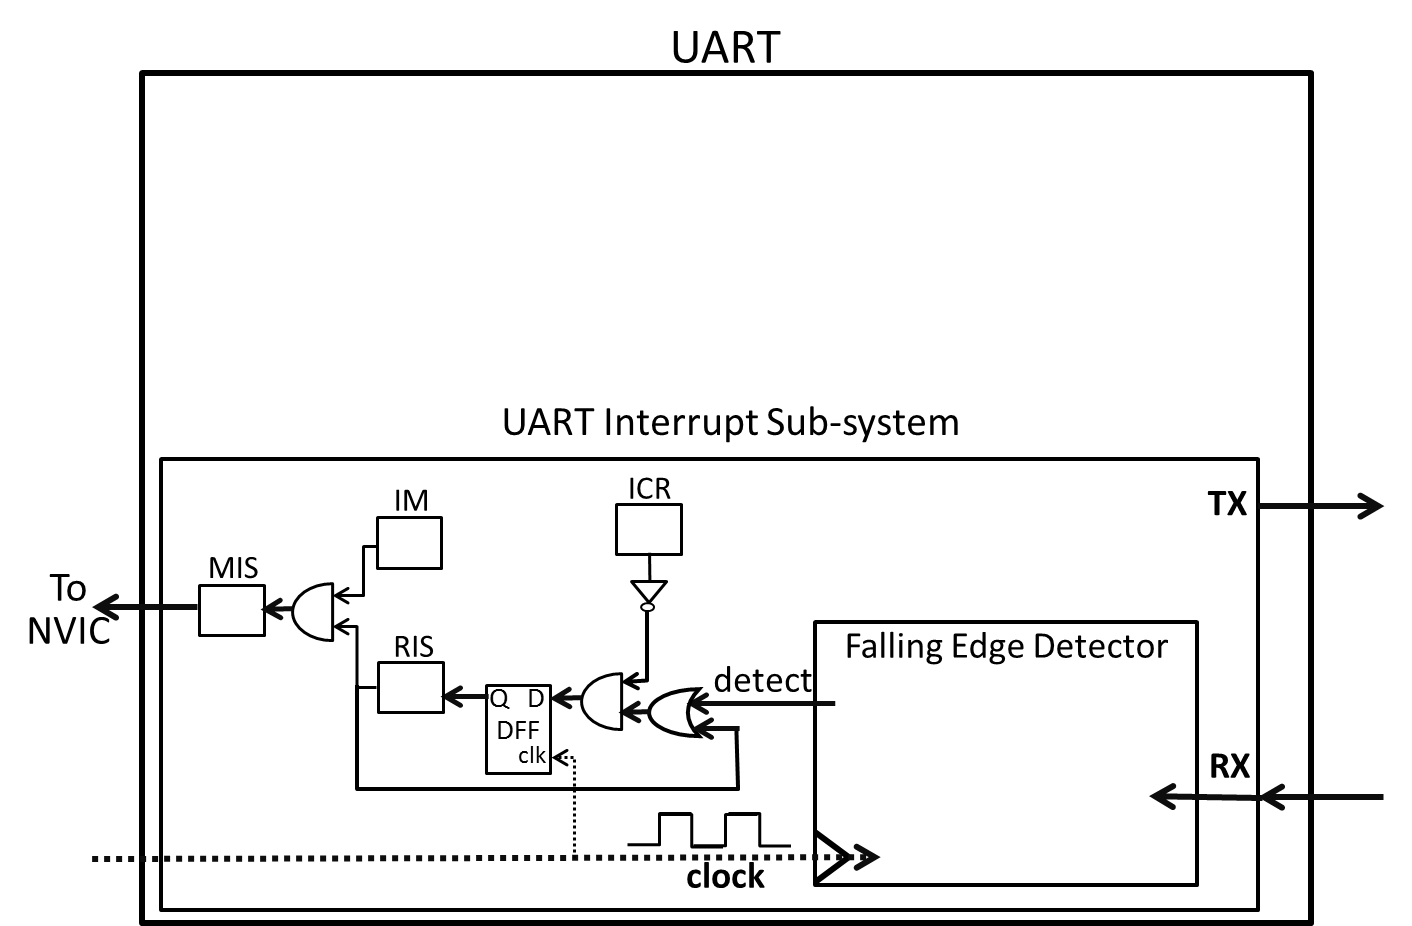 UART
UART Interrupt Sub-system
ICR
IM
TX
MIS
To
NVIC
RIS
Falling Edge Detector
detect
Q D
DFF
clk
RX
clock